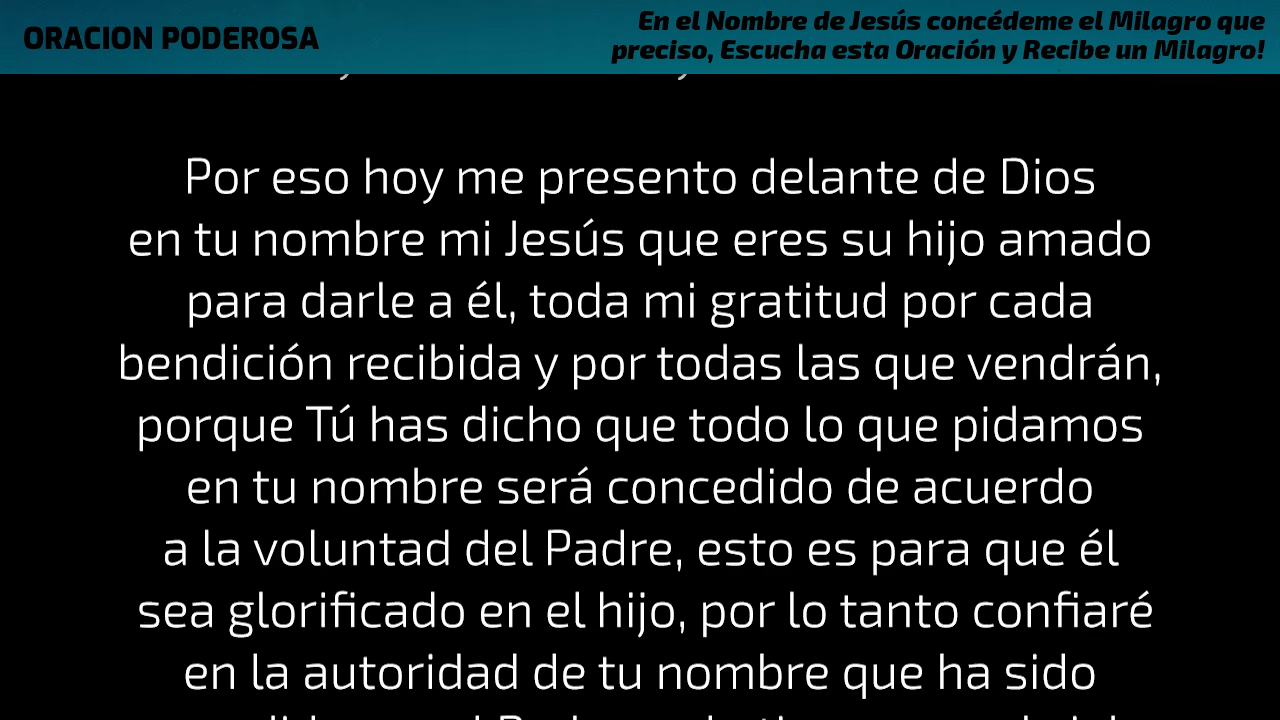 ORACION PODEROSA
En el Nombre de Jesús concédeme el Milagro que
preciso, Escucha esta Oración y Recibe un Milagro!
Por eso hoy me presento delante de Dios
en tu nombre mi Jesús que eres su hijo amado
para darle a él, toda mi gratitud por cada
bendición recibida y por todas las que vendrán,
porque Tú has dicho que todo lo que pidamos
en tu nombre será concedido de acuerdo
a la voluntad del Padre, esto es para que él
sea glorificado en el hijo, por lo tanto confiaré
en la autoridad de tu nombre que ha sido